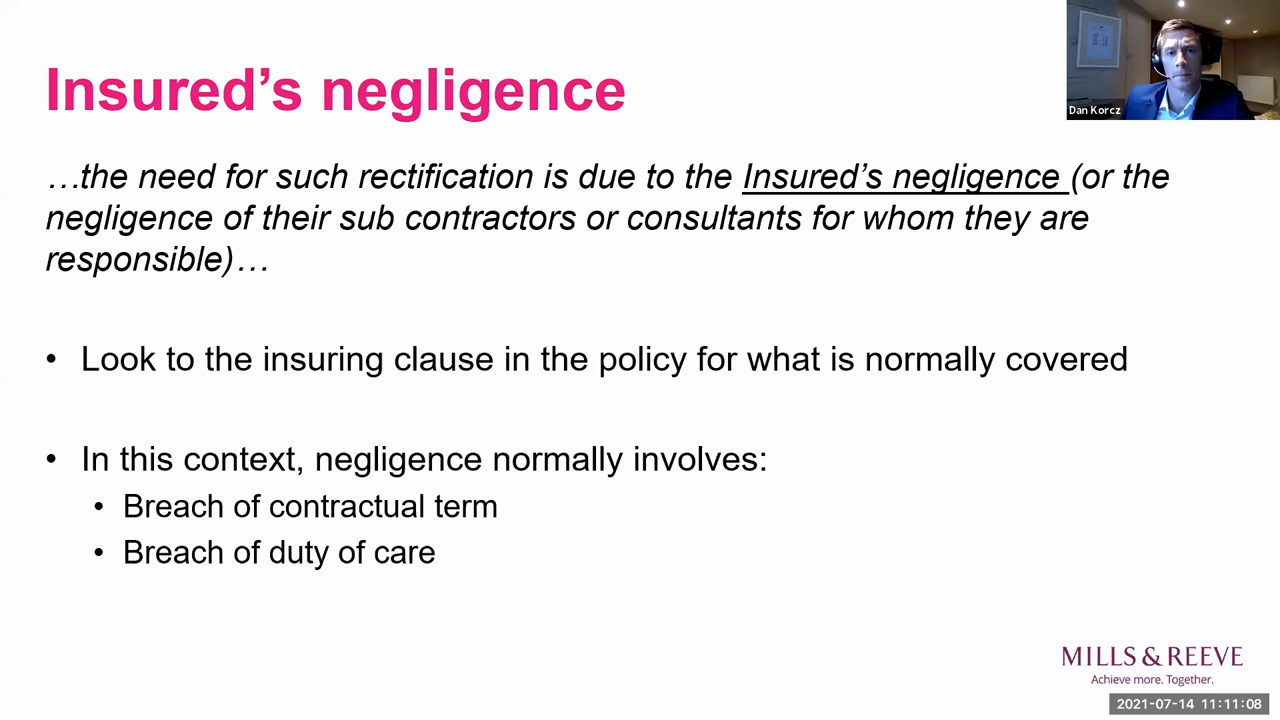 Dan Korcz
Insured’s negligence
…the need for such rectification is due to the Insured’s negligence (or the
negligence of their sub contractors or consultants for whom they are
responsible)…
• Look to the insuring clause in the policy for what is normally covered
• In this context, negligence normally involves:
• Breach of contractual term
• Breach of duty of care
MILLS & REEVE
Achieve more. Together.
2021-07-14 11:11:08